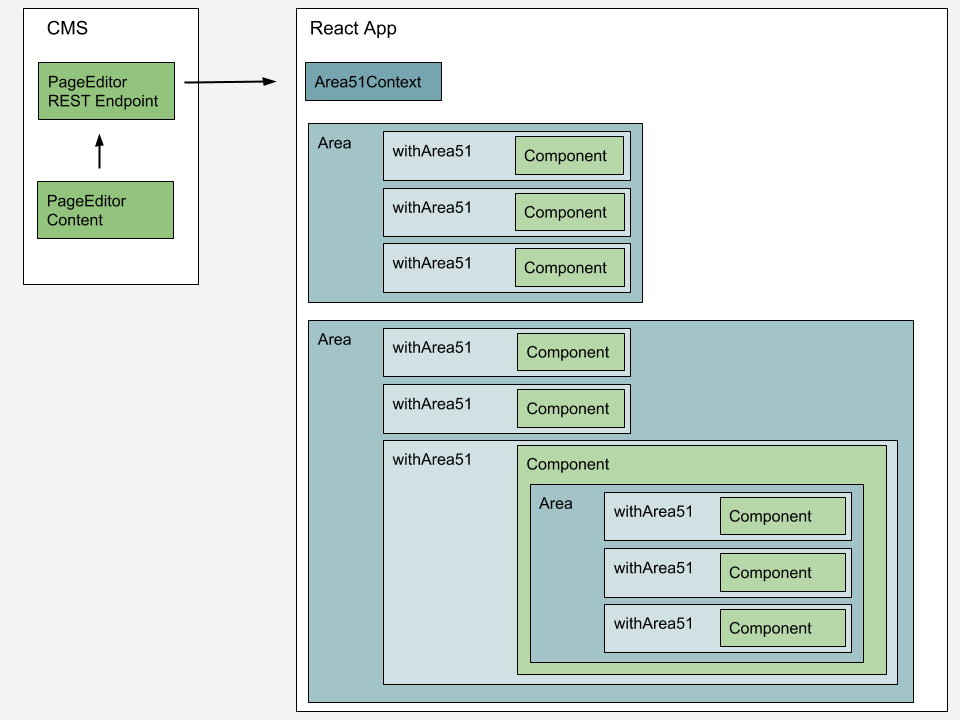 CMS
PageEditor
REST Endpoint
PageEditor
Content
React App
Area51Context
Area
withArea51
Component
withArea51
Component
withArea51
Component
Area
withArea51
Component
withArea51
Component
withArea51
Component
Area
withArea51
Component
withArea51
Component
withArea51
Component